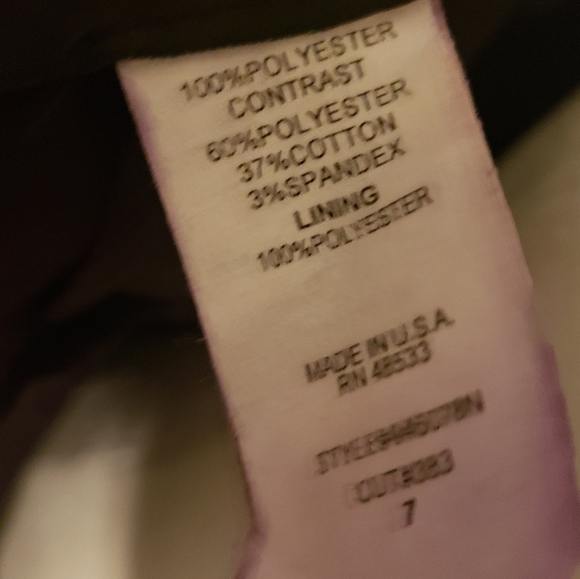 100%POLYESTER
CONTRAST
60%POLYESTER
37%COTTON
3%SPANDEX
LINING
100%POLYESTER
MADE IN U.S.A.
RN 48533
7